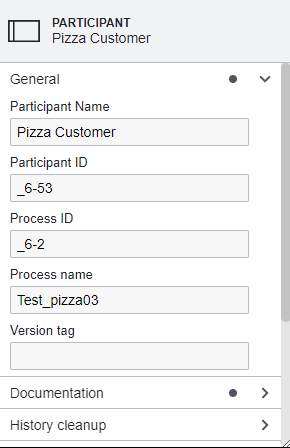 PARTICIPANT
Pizza Customer
General
Participant Name
Pizza Customer
Participant ID
_6-53
Process ID
_6-2
Process name
Test_pizza03
Version tag
Documentation
History cleanup